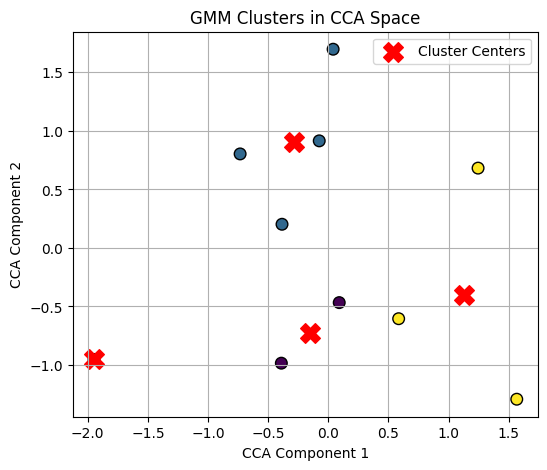 GMM Clusters in CCA Space
Cluster Centers
CCA Component 2
1.5
1.0
0.5
0.0
−0.5
−1.0
−2.0 −1.5 −1.0 −0.5 0.0 0.5 1.0 1.5
CCA Component 1